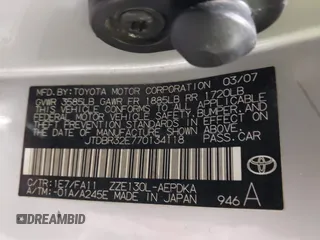 MFD. BY: TOYOTA MOTOR CORPORATION 03/07
GVWR 3585LB GAWR FR 1885LB RR 1720LB
THIS VEHICLE CONFORMS TO ALL APPLICABLE
FEDERAL MOTOR VEHICLE SAFETY, BUMPER, AND
THEFT PREVENTION STANDARDS IN EFFECT ON
THE DATE OF MANUFACTURE SHOWN ABOVE.
JTDBR32E770134118 PASS.CAR
C/TR:1E7/FA11 ZZE130L-AEPDKA
A/TM:-01A/A245E MADE IN JAPAN 946A
TOYOTA
DREAMBID